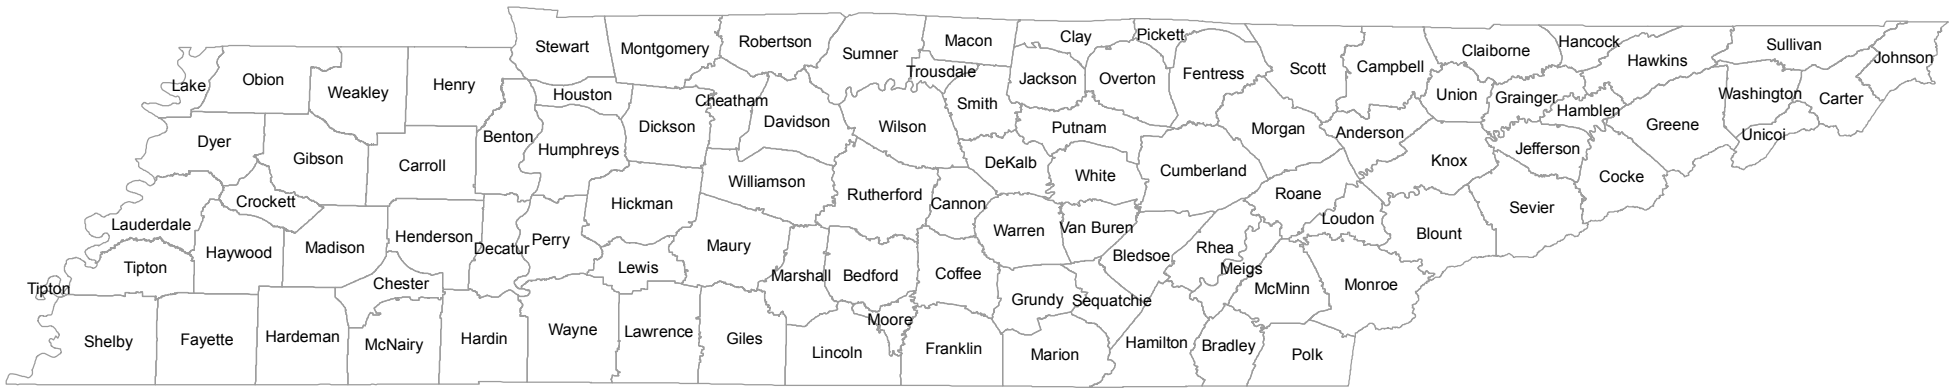 Stewart
Montgomery
Robertson
Sumner
Macon
Clay
Pickett
Claiborne
Hancock
Hawkins
Sullivan
Johnson
Lake
Obion
Weakley
Henry
Houston
Cheatham
Trousdale
Smith
Jackson
Overton
Fentress
Scott
Campbell
Union
Grainger
Hamblen
Washington
Carter
Dyer
Gibson
Carroll
Benton
Humphreys
Dickson
Davidson
Wilson
Putnam
Morgan
Anderson
Knox
Jefferson
Greene
Unicoi
Crockett
Hickman
Williamson
Rutherford
Cannon
DeKalb
White
Cumberland
Roane
Loudon
Sevier
Cocke
Lauderdale
Haywood
Madison
Henderson
Decatur
Perry
Lewis
Maury
Marshall
Bedford
Coffee
Warren
Van Buren
Bledsoe
Rhea
Meigs
McMinn
Monroe
Blount
Tipton
Tipton
Chester
Grundy
Sequatchie
Shelby
Fayette
Hardeman
McNairy
Hardin
Wayne
Lawrence
Giles
Lincoln
Moore
Franklin
Marion
Hamilton
Bradley
Polk